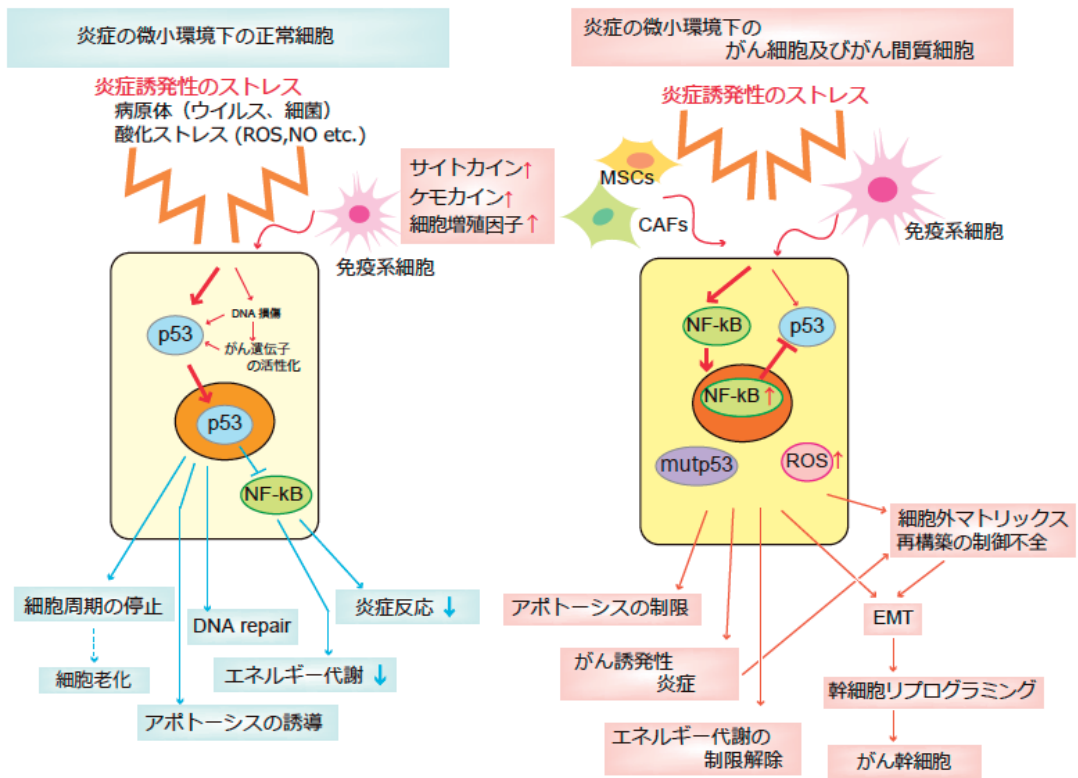 炎症の微小環境下の正常細胞
炎症誘発性のストレス
病原体（ウイルス、細菌）
酸化ストレス (ROS,NO etc.)
サイトカイン↑
ケモカイン↑
細胞増殖因子↑
免疫系細胞
DNA 損傷
p53
がん遺伝子
の活性化
p53
NF-kB
細胞周期の停止
細胞老化
DNA repair
炎症反応↓
エネルギー代謝↓
アポトーシスの誘導
炎症の微小環境下の
がん細胞及びがん間質細胞
炎症誘発性のストレス
MSCs
CAFs
免疫系細胞
NF-kB
p53
NF-kB↑
mutp53
ROS↑
細胞外マトリックス
再構築の制御不全
アポトーシスの制限
EMT
がん誘発性
炎症
幹細胞リプログラミング
エネルギー代謝の
制限解除
がん幹細胞